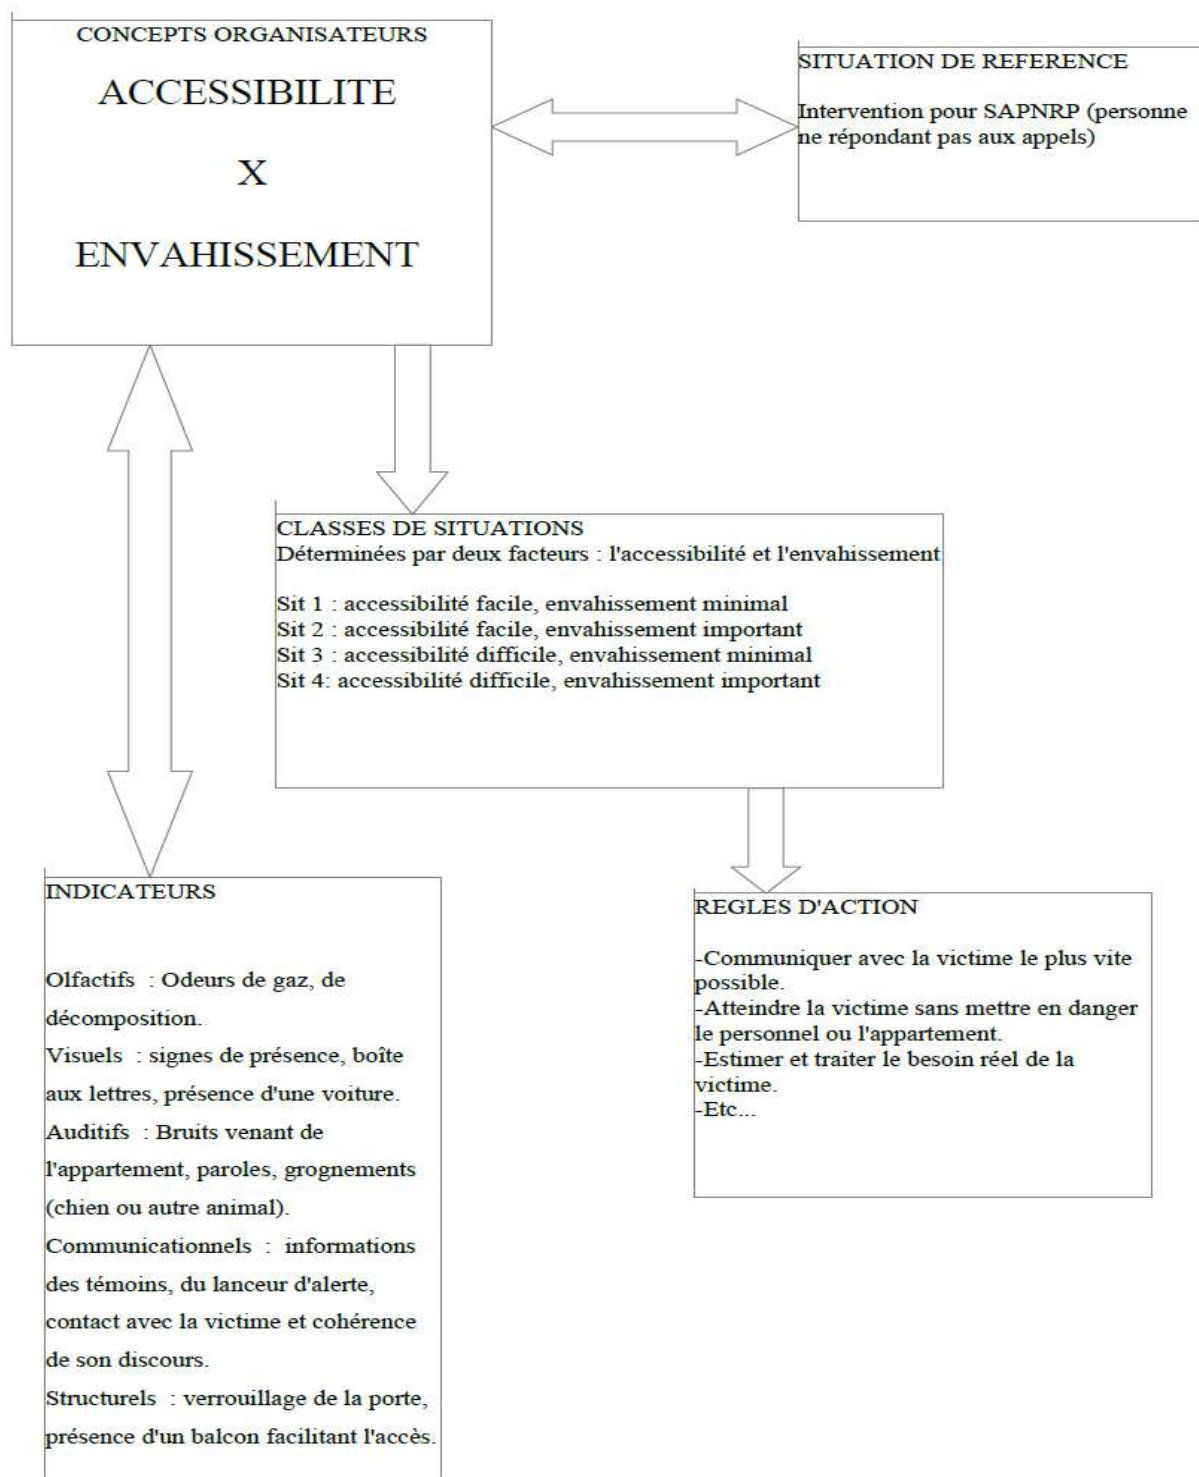 CONCEPTS ORGANISATEURS
ACCESSIBILITE
X
ENVAHISSEMENT
SITUATION DE REFERENCE
Intervention pour SAPNRP (personne
ne répondant pas aux appels)
CLASSES DE SITUATIONS
Déterminées par deux facteurs : l'accessibilité et l'envahissement
Sit 1 : accessibilité facile, envahissement minimal
Sit 2 : accessibilité facile, envahissement important
Sit 3 : accessibilité difficile, envahissement minimal
Sit 4: accessibilité difficile, envahissement important
INDICATEURS
Olfactifs : Odeurs de gaz, de
décomposition.
Visuels : signes de présence, boîte
aux lettres, présence d'une voiture.
Auditifs : Bruits venant de
l'appartement, paroles, grognements
(chien ou autre animal).
Communicationnels : informations
des témoins, du lanceur d'alerte,
contact avec la victime et cohérence
de son discours.
Structurels : verrouillage de la porte,
présence d'un balcon facilitant l'accès.
REGLES D'ACTION
-Communiquer avec la victime le plus vite
possible.
-Atteindre la victime sans mettre en danger
le personnel ou l'appartement.
-Estimer et traiter le besoin réel de la
victime.
-Etc...